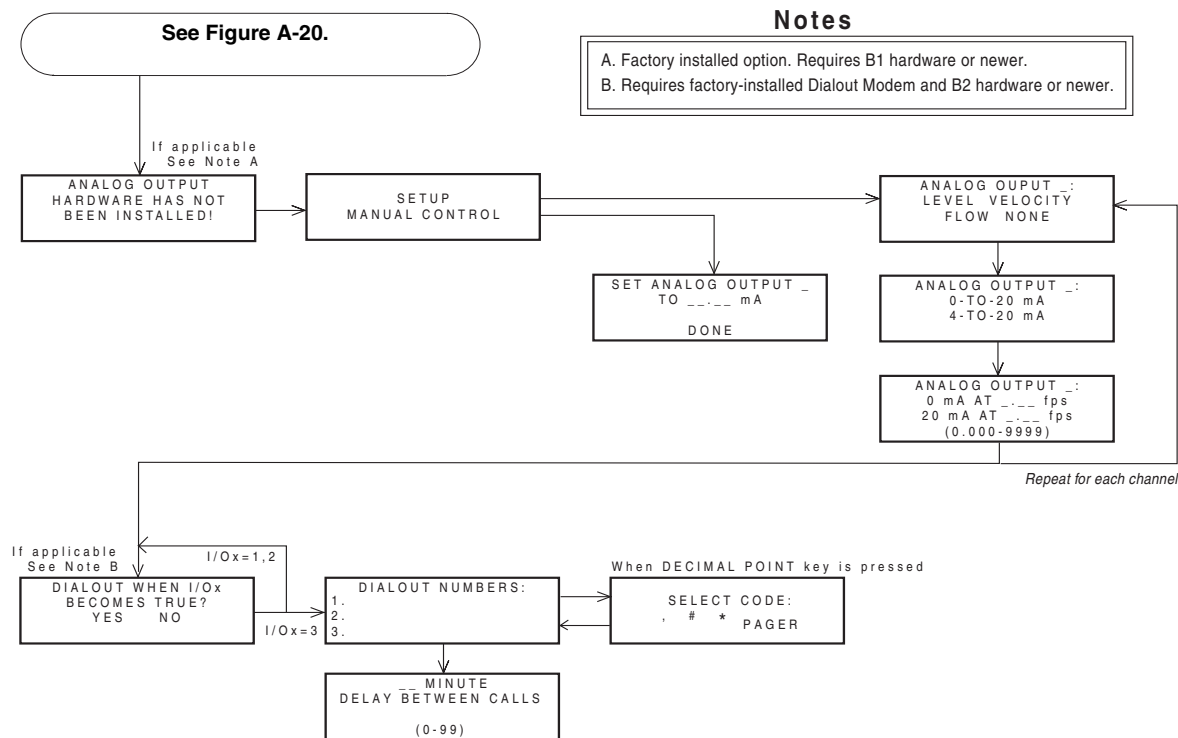 See Figure A-20.
Notes
A. Factory installed option. Requires B1 hardware or newer.
B. Requires factory-installed Dialout Modem and B2 hardware or newer.
If applicable
See Note A
ANALOG OUTPUT
HARDWARE HAS NOT
BEEN INSTALLED!
SETUP
MANUAL CONTROL
ANALOG OUPUT _:
LEVEL VELOCITY
FLOW NONE
SET ANALOG OUTPUT _
TO __.__ mA
DONE
ANALOG OUTPUT _:
0-TO-20 mA
4-TO-20 mA
ANALOG OUTPUT _:
0 mA AT _.__ fps
20 mA AT _.__ fps
(0.000-9999)
Repeat for each channel
If applicable
See Note B
I/Ox=1,2
DIALOUT WHEN I/Ox
BECOMES TRUE?
YES NO
I/Ox=3
DIALOUT NUMBERS:
1.
2.
3.
When DECIMAL POINT key is pressed
SELECT CODE:
, # * PAGER
__ MINUTE
DELAY BETWEEN CALLS
(0-99)